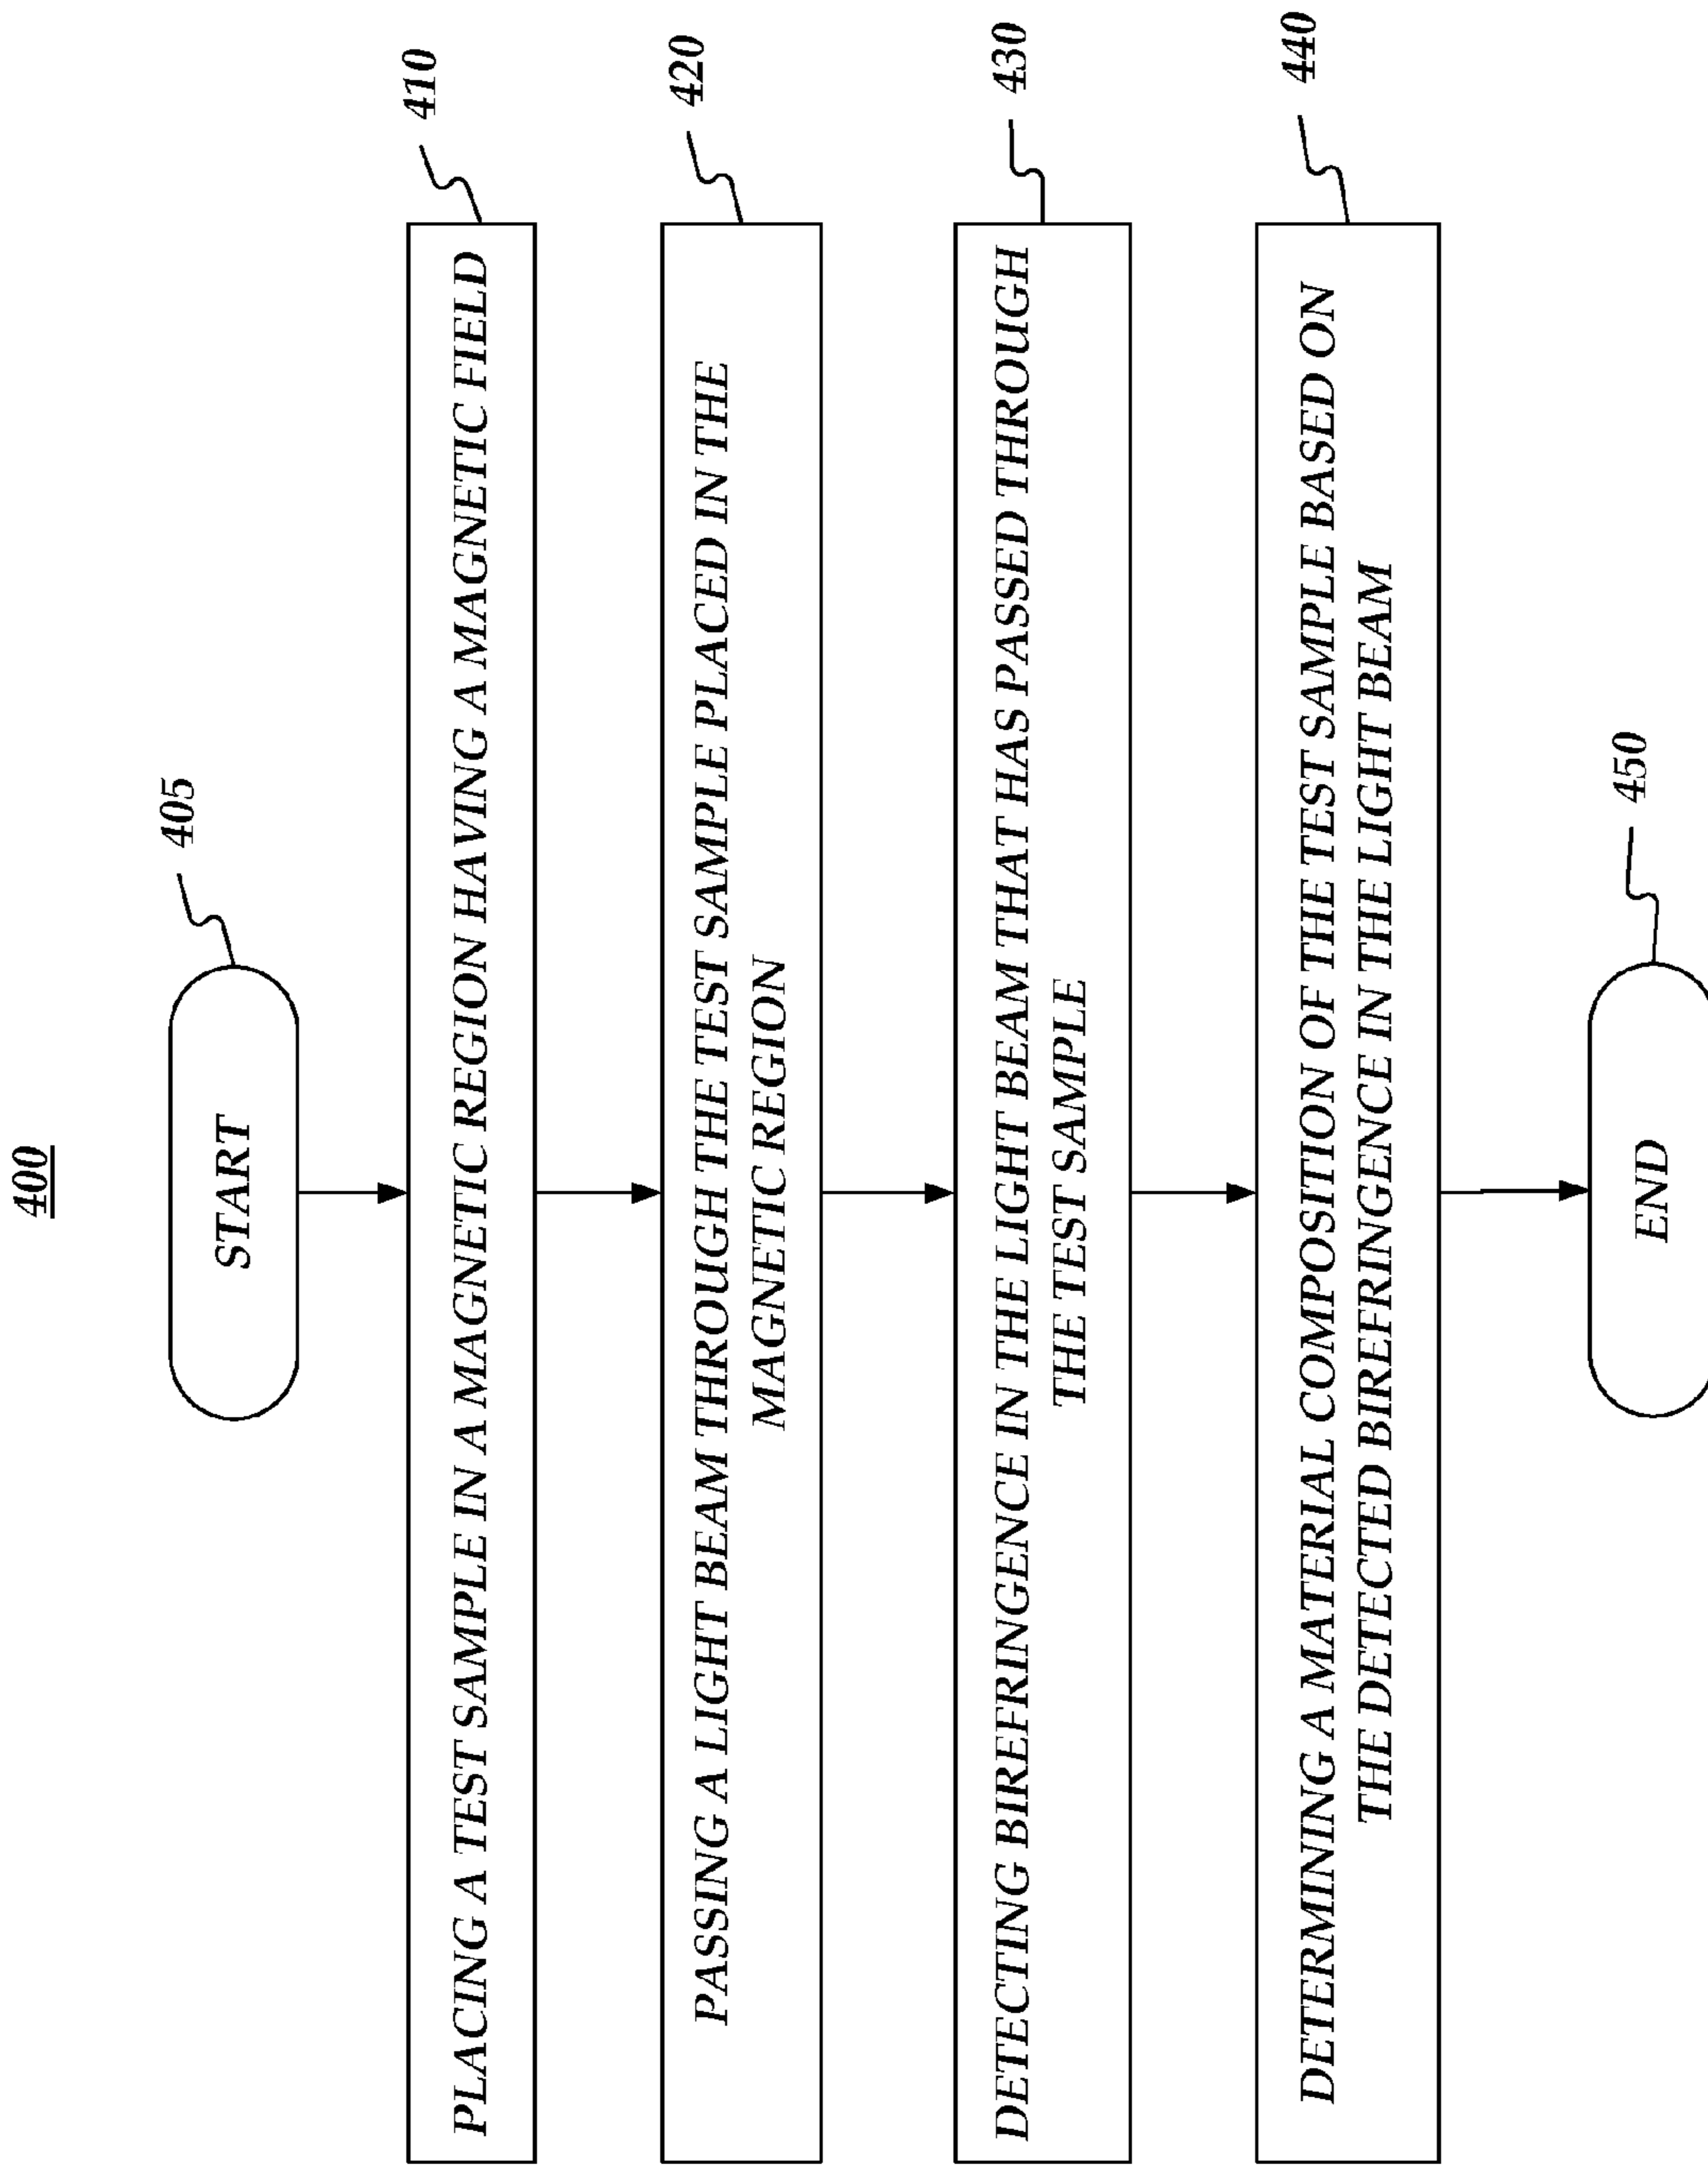 400
405
START
410
PLACING A TEST SAMPLE IN A MAGNETIC REGION HAVING A MAGNETIC FIELD
420
PASSING A LIGHT BEAM THROUGH THE TEST SAMPLE PLACED IN THE
MAGNETIC REGION
430
DETECTING BIREFRINGENCE IN THE LIGHT BEAM THAT HAS PASSED THROUGH
THE TEST SAMPLE
440
DETERMINING A MATERIAL COMPOSITION OF THE TEST SAMPLE BASED ON
THE DETECTED BIREFRINGENCE IN THE LIGHT BEAM
450
END